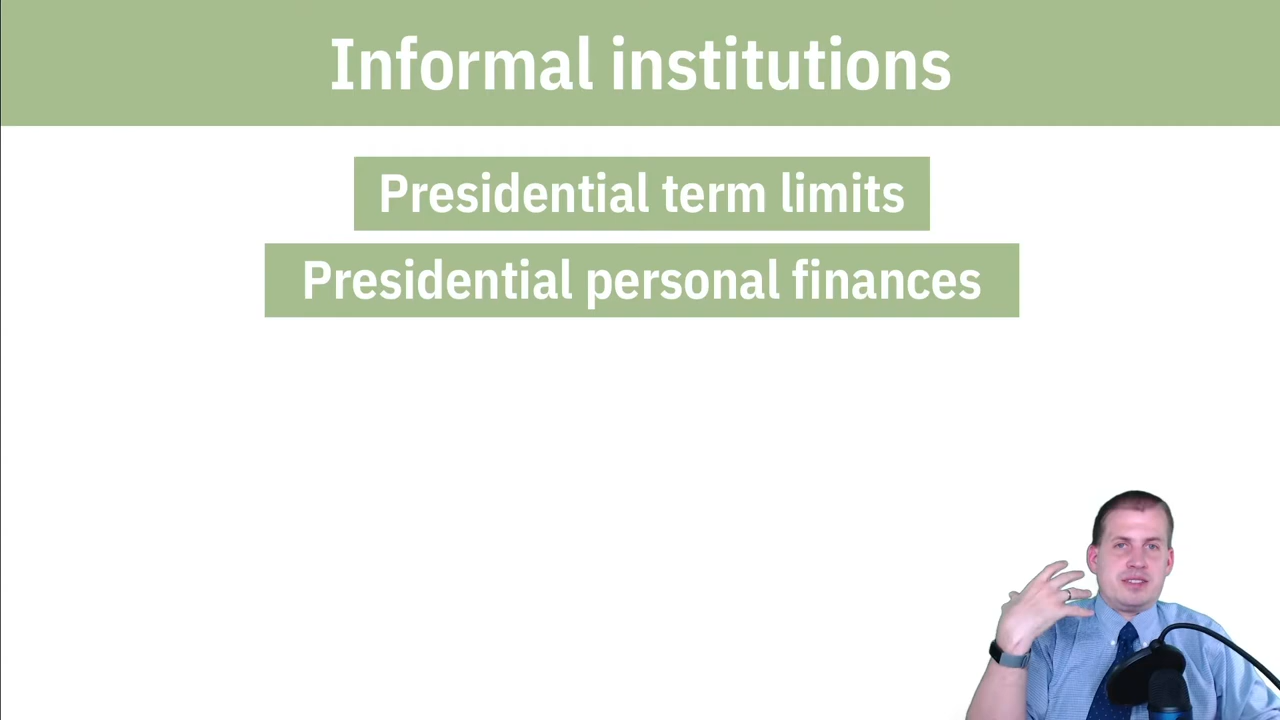 Informal institutions
Presidential term limits
Presidential personal finances